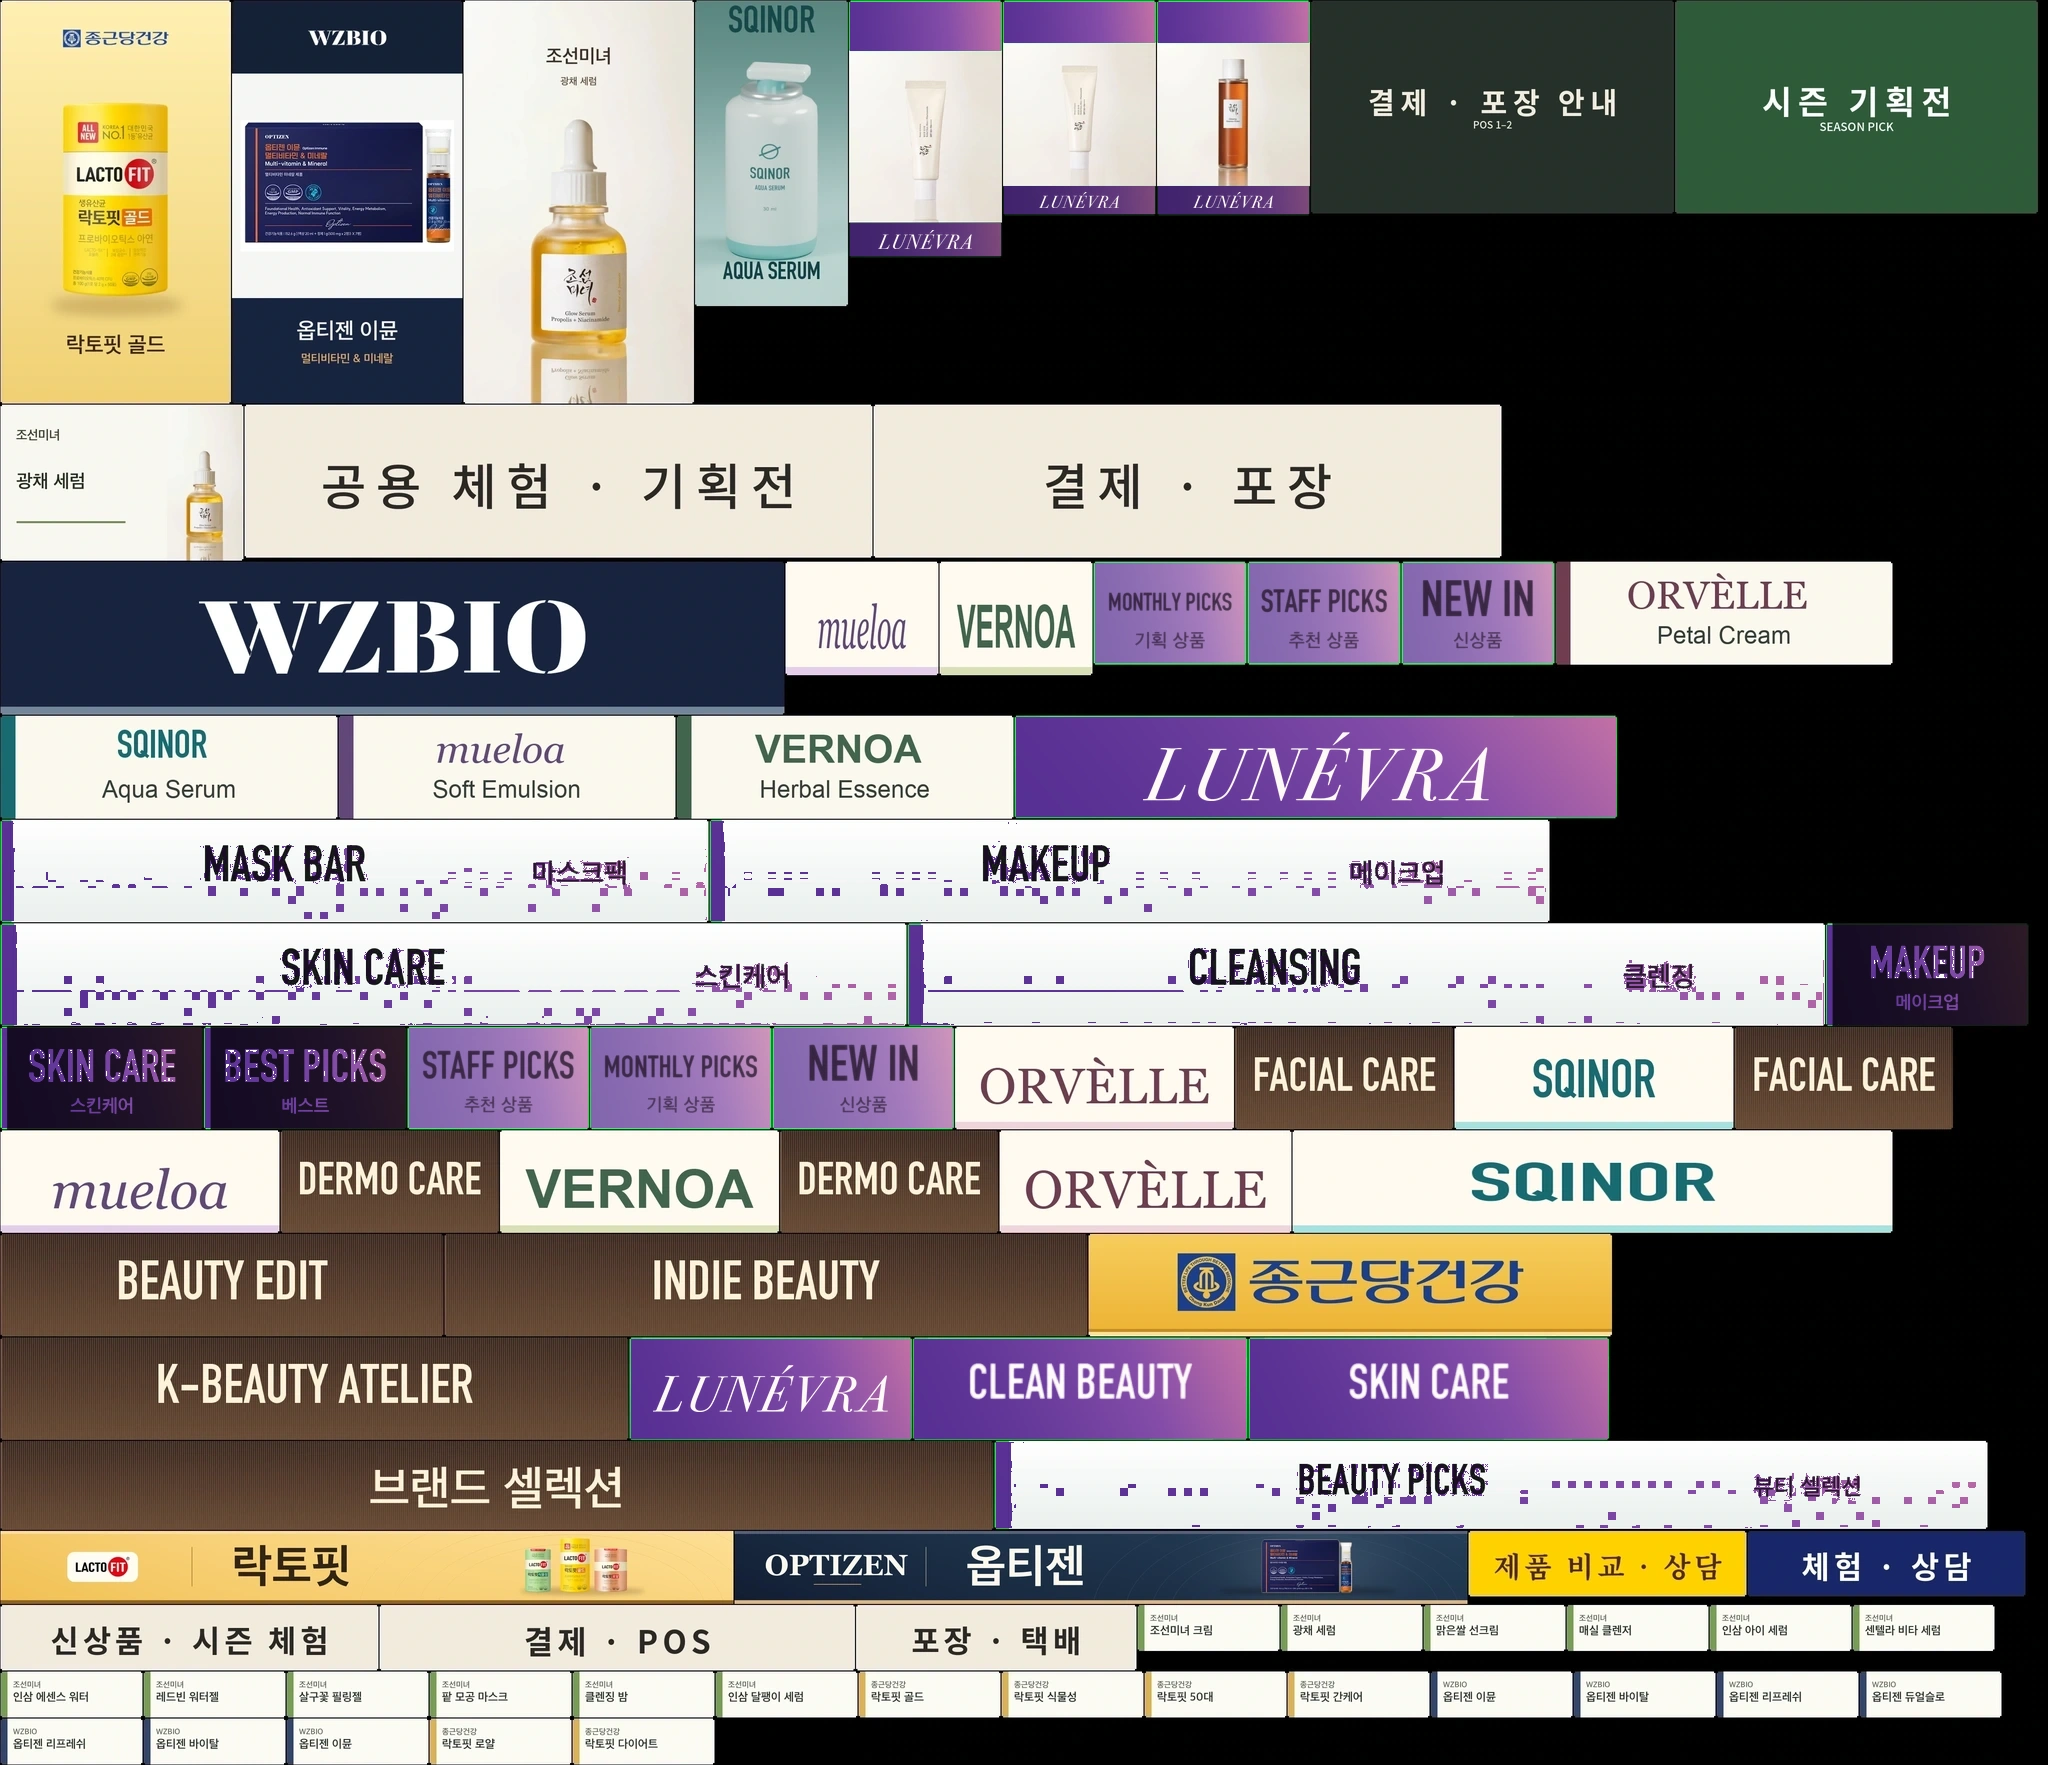 종근당건강
ALL NEW
KOREA NO.1 대한민국 1등 유산균
LACTO FIT
생유산균
락토핏 골드
프로바이오틱스 아연
락토핏 골드
WZBIO
OPTIZEN
옵티젠 이뮨
멀티비타민 & 미네랄
Multi-vitamin & Mineral
옵티젠 이뮨
멀티비타민 & 미네랄
조선미녀
광채 세럼
조선미녀
Glow Serum
Propolis + Niacinamide
SQINOR
SQINOR
AQUA SERUM
AQUA SERUM
LUNÉVRA
LUNÉVRA
LUNÉVRA
결제 · 포장 안내
POS 1–2
시즌 기획전
SEASON PICK
조선미녀
광채 세럼
공용 체험 · 기획전
결제 · 포장
WZBIO
mueloa
VERNOA
MONTHLY PICKS
기획 상품
STAFF PICKS
추천 상품
NEW IN
신상품
ORVÈLLE
Petal Cream
SQINOR
Aqua Serum
mueloa
Soft Emulsion
VERNOA
Herbal Essence
LUNÉVRA
MASK BAR 마스크팩
MAKEUP 메이크업
SKIN CARE 스킨케어
CLEANSING 클렌징
MAKEUP
메이크업
SKIN CARE
스킨케어
BEST PICKS
베스트
STAFF PICKS
추천 상품
MONTHLY PICKS
기획 상품
NEW IN
신상품
ORVÈLLE
FACIAL CARE
SQINOR
FACIAL CARE
mueloa
DERMO CARE
VERNOA
DERMO CARE
ORVÈLLE
SQINOR
BEAUTY EDIT
INDIE BEAUTY
종근당건강
K-BEAUTY ATELIER
LUNÉVRA
CLEAN BEAUTY
SKIN CARE
브랜드 셀렉션
BEAUTY PICKS 뷰티 셀렉션
LACTO FIT 락토핏
OPTIZEN 옵티젠
제품 비교 · 상담
체험 · 상담
신상품 · 시즌 체험
결제 · POS
포장 · 택배
조선미녀
조선미녀 크림
조선미녀
광채 세럼
조선미녀
맑은쌀 선크림
조선미녀
매실 클렌저
조선미녀
인삼 아이 세럼
조선미녀
센텔라 비타 세럼
조선미녀
인삼 에센스 워터
조선미녀
레드빈 워터젤
조선미녀
살구꽃 필링젤
조선미녀
팥 모공 마스크
조선미녀
클렌징 밤
조선미녀
인삼 달팽이 세럼
종근당건강
락토핏 골드
종근당건강
락토핏 식물성
종근당건강
락토핏 50대
종근당건강
락토핏 간케어
WZBIO
옵티젠 이뮨
WZBIO
옵티젠 바이탈
WZBIO
옵티젠 리프레쉬
WZBIO
옵티젠 듀얼슬로
WZBIO
옵티젠 리프레쉬
WZBIO
옵티젠 바이탈
WZBIO
옵티젠 이뮨
종근당건강
락토핏 로얄
종근당건강
락토핏 다이어트